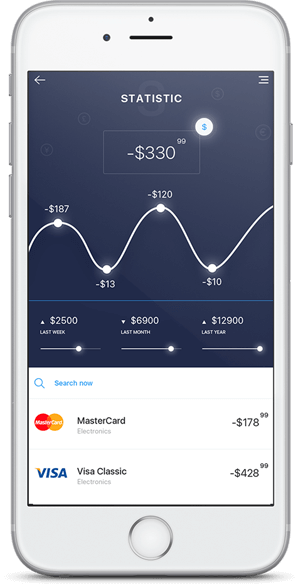 STATISTIC
$
-$330 99
-$120
-$187
-$13
-$10
▲ $2500 ▼ $6900 ▲ $12900
LAST WEEK LAST MONTH LAST YEAR
Search now
MasterCard MasterCard -$178 99
Electronics
VISA Visa Classic -$428 99
Electronics